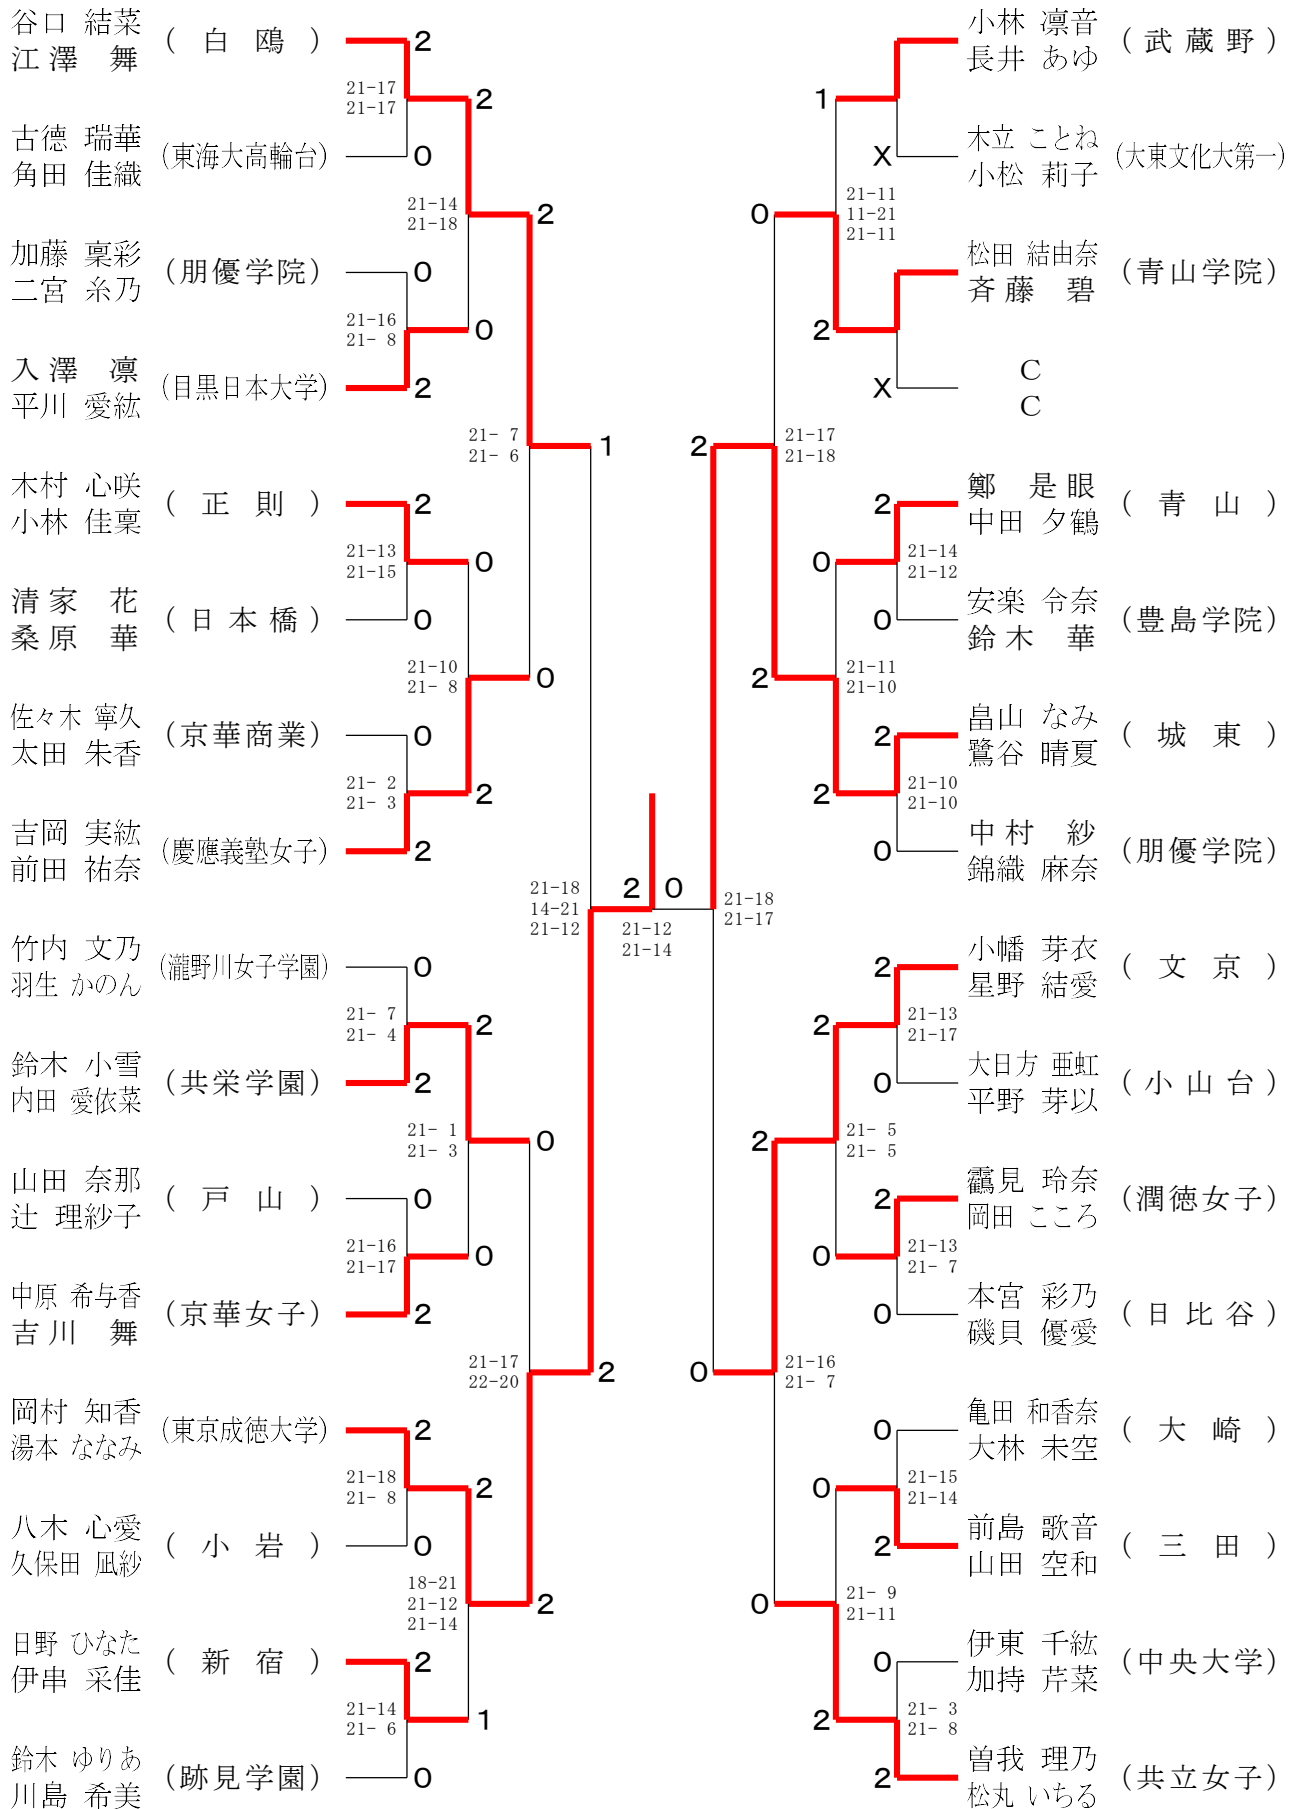 谷口 結菜
江澤 舞
( 白 鴎 )
2
21-17
21-17
2
古德 瑞華
角田 佳織
(東海大高輪台)
0
21-14
21-18
2
加藤 稟彩
二宮 糸乃
(朋優学院)
0
21-16
21- 8
0
入澤 凛
平川 愛紘
(目黒日本大学)
2
21- 7
21- 6
1
木村 心咲
小林 佳稟
( 正 則 )
2
21-13
21-15
0
清家 花
桑原 華
( 日 本 橋 )
0
21-10
21- 8
0
佐々木 寧久
太田 朱香
(京華商業)
0
21- 2
21- 3
2
吉岡 実紘
前田 祐奈
(慶應義塾女子)
2
21-18
14-21
21-12
2
0
21-12
21-14
竹内 文乃
羽生 かのん
(瀧野川女子学園)
0
21- 7
21- 4
2
鈴木 小雪
内田 愛依菜
(共栄学園)
2
21- 1
21- 3
0
山田 奈那
辻 理紗子
( 戸 山 )
0
21-16
21-17
0
中原 希与香
吉川 舞
(京華女子)
2
21-17
22-20
2
岡村 知香
湯本 ななみ
(東京成徳大学)
2
21-18
21- 8
2
八木 心愛
久保田 凪紗
( 小 岩 )
0
18-21
21-12
21-14
2
日野 ひなた
伊串 采佳
( 新 宿 )
2
21-14
21- 6
1
鈴木 ゆりあ
川島 希美
(跡見学園)
0
小林 凛音
長井 あゆ
( 武 蔵 野 )
1
木立 ことね
小松 莉子
(大東文化大第一)
X
21-11
11-21
21-11
0
松田 結由奈
斉藤 碧
(青山学院)
2
C
C
X
21-17
21-18
2
鄭 是眼
中田 夕鶴
( 青 山 )
2
21-14
21-12
0
安楽 令奈
鈴木 華
(豊島学院)
0
21-11
21-10
2
畠山 なみ
鷺谷 晴夏
( 城 東 )
2
21-10
21-10
2
中村 紗
錦織 麻奈
(朋優学院)
0
21-18
21-17
小幡 芽衣
星野 結愛
( 文 京 )
2
21-13
21-17
2
大日方 亜虹
平野 芽以
( 小 山 台 )
0
21- 5
21- 5
2
靍見 玲奈
岡田 こころ
(潤徳女子)
2
21-13
21- 7
0
本宮 彩乃
磯貝 優愛
( 日 比 谷 )
0
21-16
21- 7
0
亀田 和香奈
大林 未空
( 大 崎 )
0
21-15
21-14
0
前島 歌音
山田 空和
( 三 田 )
2
21- 9
21-11
0
伊東 千紘
加持 芹菜
(中央大学)
0
21- 3
21- 8
2
曽我 理乃
松丸 いちる
(共立女子)
2